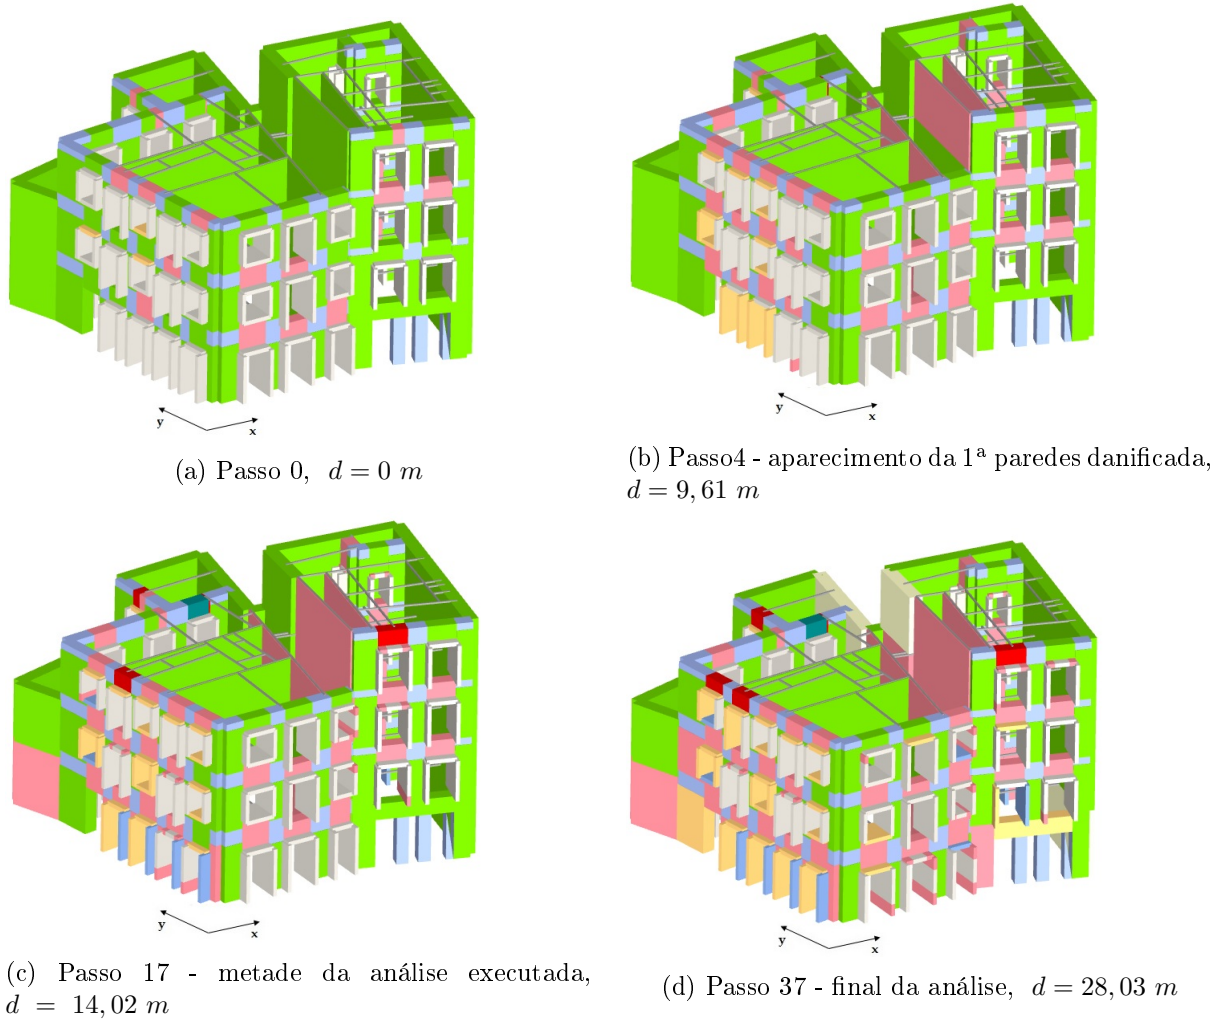 y
x
(a) Passo 0, d = 0 m
y
x
(b) Passo4 - aparecimento da 1ª paredes danificada,
d = 9, 61 m
y
x
(c) Passo 17 - metade da análise executada,
d = 14, 02 m
y
x
(d) Passo 37 - final da análise, d = 28, 03 m